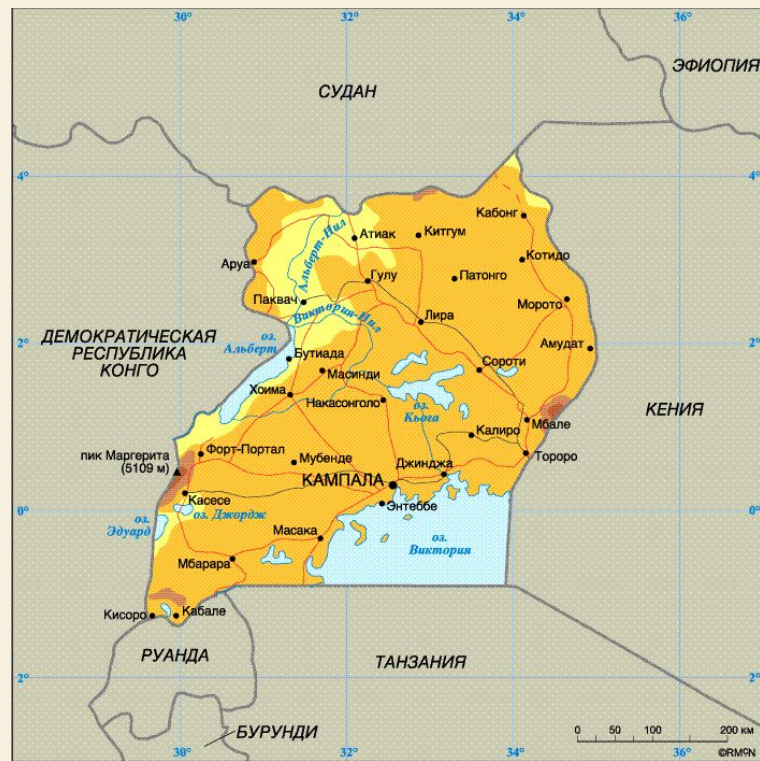 30°
32°
34°
36°
ЭФИОПИЯ
СУДАН
4°
4°
Кабонг
Альберт-Нил
Атиак
Китгум
Аруа
Котидо
Гулу
Патонго
Паквач
Морото
Виктория-Нил
Лира
ДЕМОКРАТИЧЕСКАЯ
РЕСПУБЛИКА
КОНГО
оз.
Альберт
2°
2°
Амудат
Бутиада
Масинди
Сороти
Хоима
Накасонголо
оз.
Кьога
КЕНИЯ
Мбале
Калиро
пик Маргерита
(5109 м)
Форт-Портал
Мубенде
Джинджа
Тороро
КАМПАЛА
Касесе
Энтеббе
0°
0°
оз.
Эдуард
оз. Джордж
Масака
оз.
Виктория
Мбарара
Кисоро
Кабале
РУАНДА
ТАНЗАНИЯ
2°
2°
БУРУНДИ
0 50 100 200 км
30°
32°
34°
36°
©RMcN